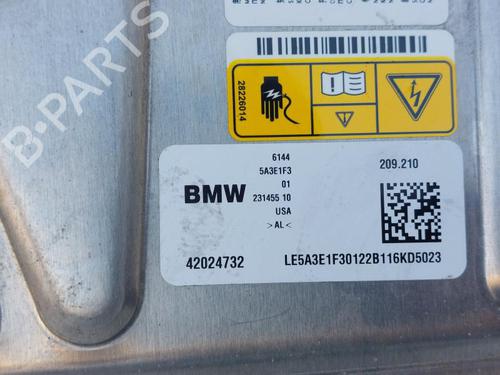 28226014
6144
5A3E1F3
209.210
01
BMW
231455 10
USA
>AL<
42024732
LE5A3E1F30122B116KD5023
B-PARTS